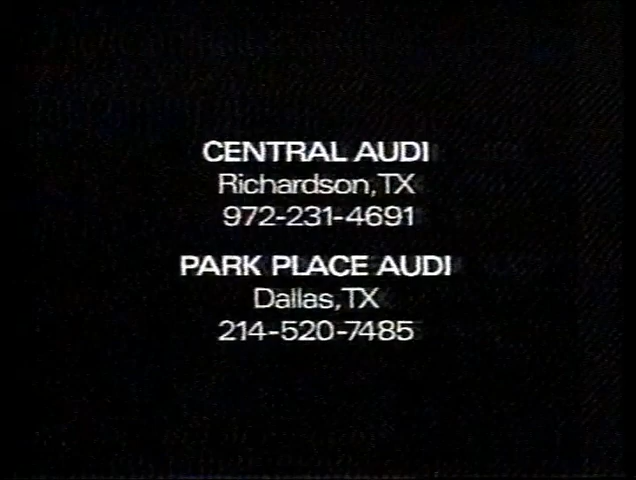 CENTRAL AUDI
Richardson, TX
972-231-4691
PARK PLACE AUDI
Dallas, TX
214-520-7485